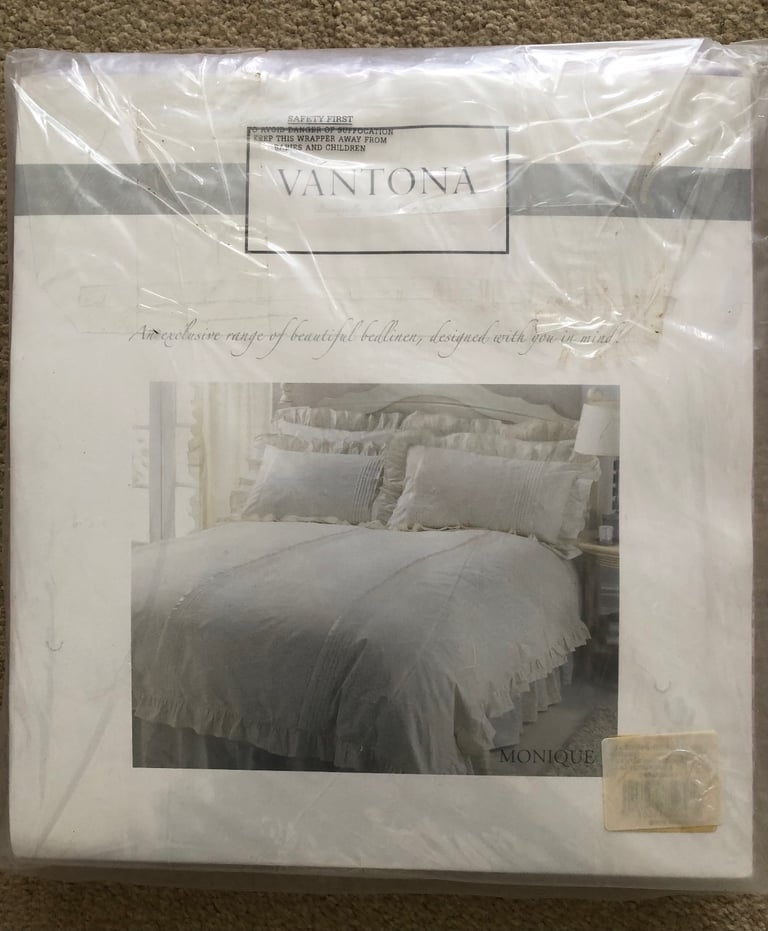 SAFETY FIRST
TO AVOID DANGER OF SUFFOCATION
KEEP THIS WRAPPER AWAY FROM
BABIES AND CHILDREN
VANTONA
An exclusive range of beautiful bedlinen, designed with you in mind.
MONIQUE